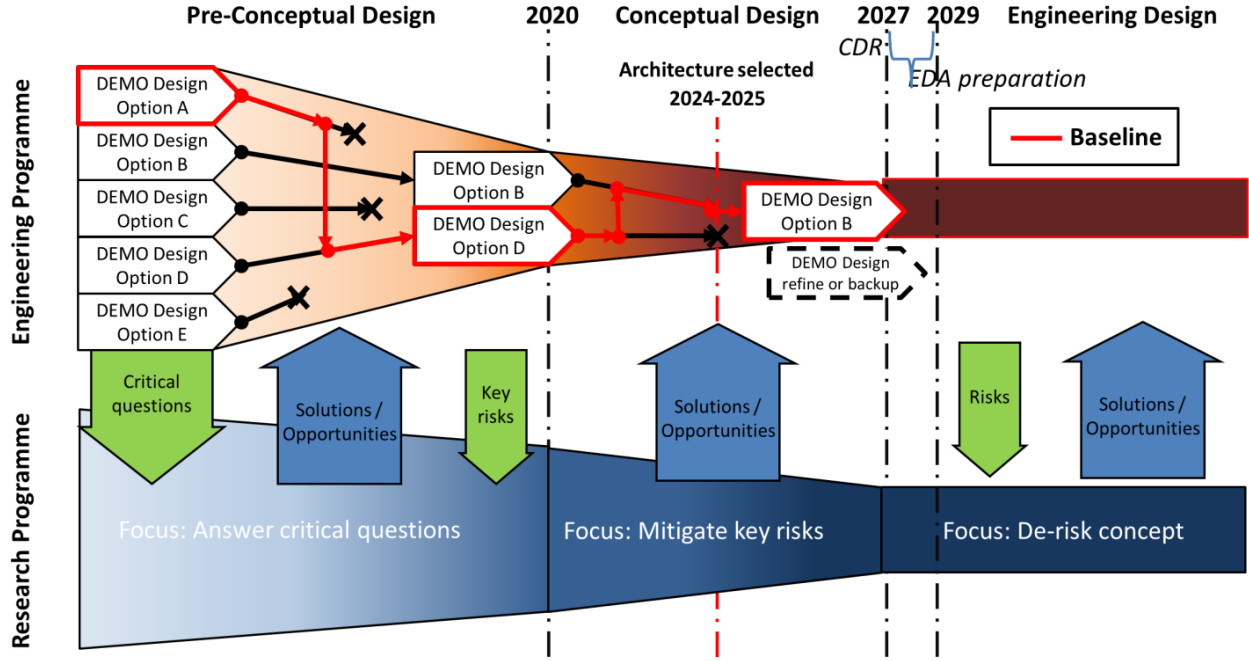 Pre-Conceptual Design
2020
Conceptual Design
2027
2029
Engineering Design
CDR
EDA preparation
Architecture selected
2024-2025
Baseline
Engineering Programme
DEMO Design
Option A
DEMO Design
Option B
DEMO Design
Option C
DEMO Design
Option D
DEMO Design
Option E
DEMO Design
Option B
DEMO Design
Option D
DEMO Design
Option B
DEMO Design
refine or backup
Critical
questions
Solutions /
Opportunities
Key
risks
Solutions /
Opportunities
Risks
Solutions /
Opportunities
Research Programme
Focus: Answer critical questions
Focus: Mitigate key risks
Focus: De-risk concept